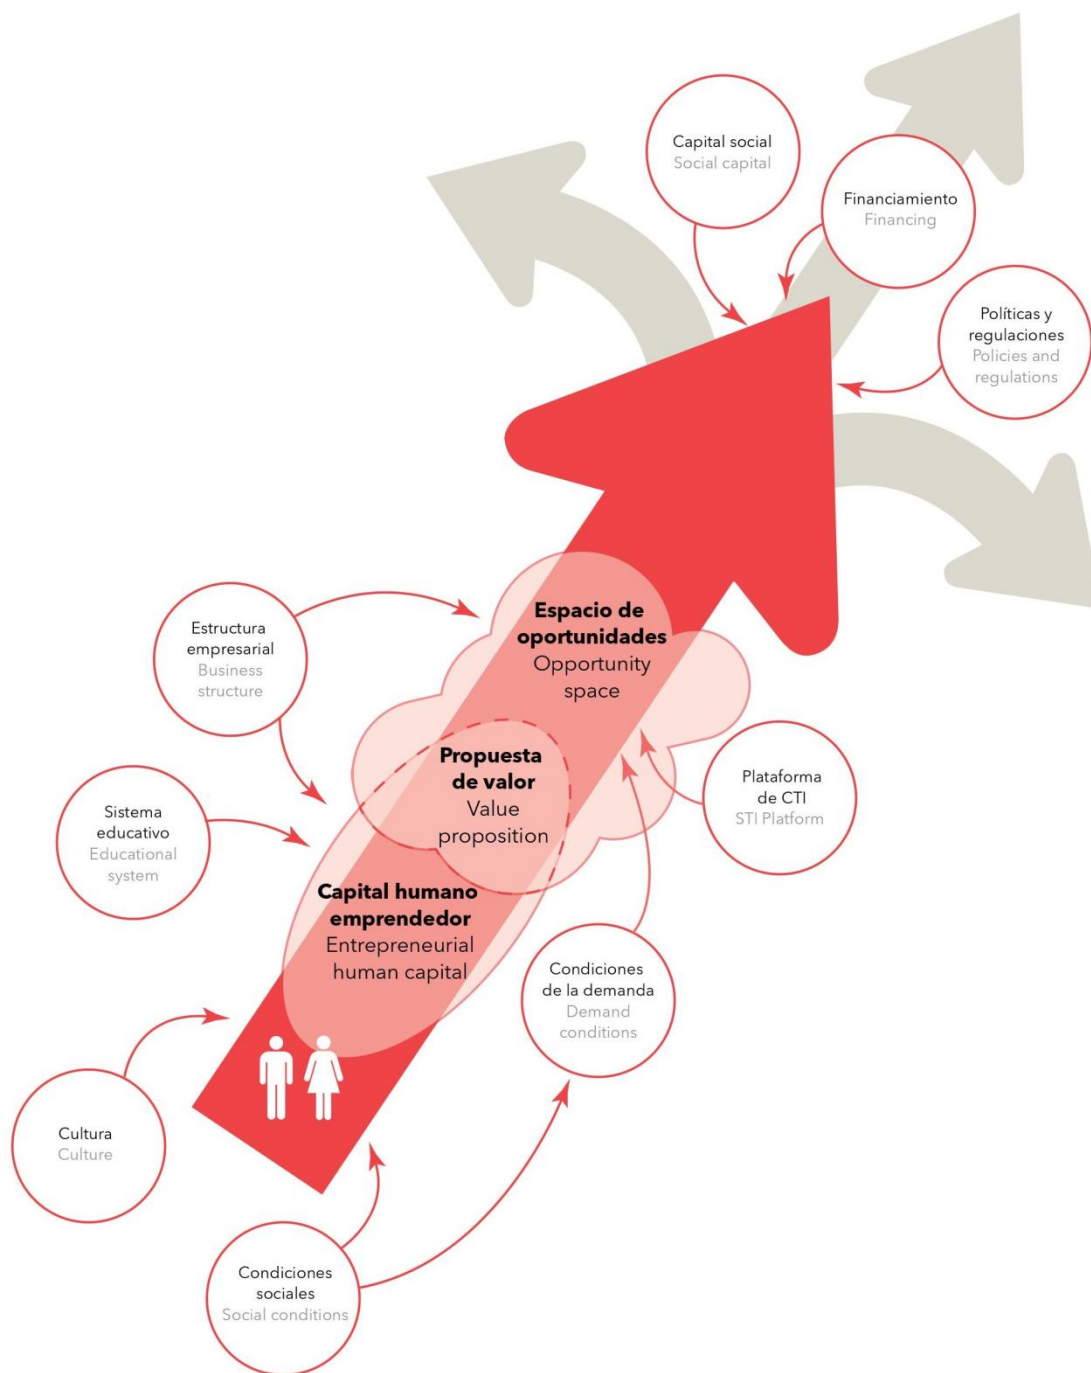 Capital social
Social capital
Financiamiento
Financing
Políticas y
regulaciones
Policies and
regulations
Estructura
empresarial
Business
structure
Espacio de
oportunidades
Opportunity
space
Propuesta
de valor
Value
proposition
Plataforma
de CTI
STI Platform
Sistema
educativo
Educational
system
Capital humano
emprendedor
Entrepreneurial
human capital
Condiciones
de la demanda
Demand
conditions
Cultura
Culture
Condiciones
sociales
Social conditions